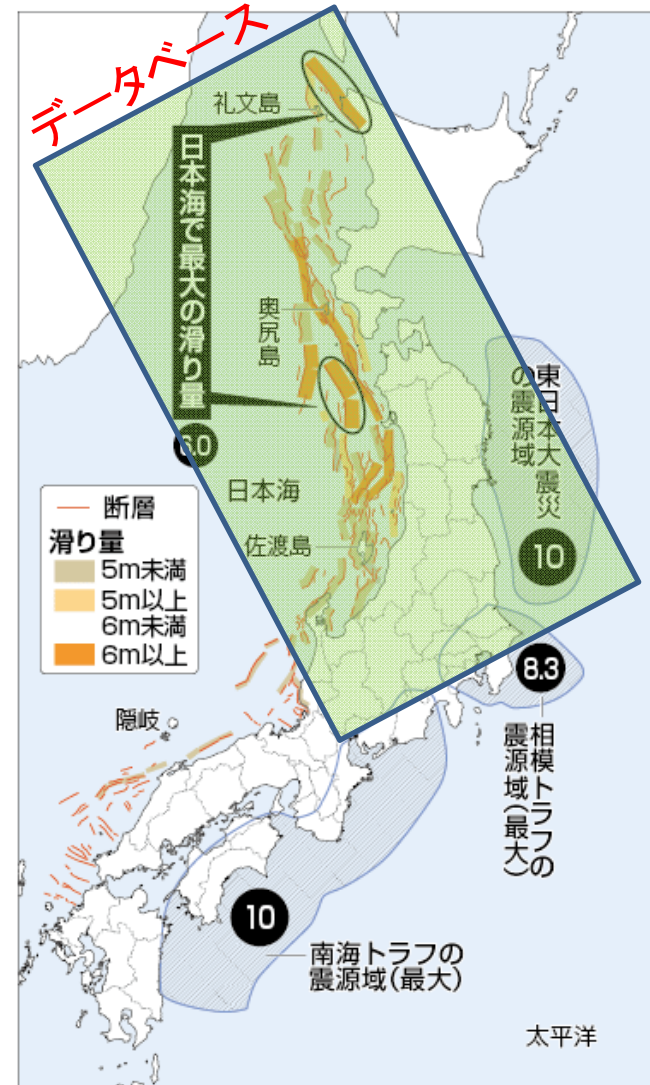 データベース
礼文島
日本海で最大の滑り量
6.0
奥尻島
日本海
佐渡島
東日本大震災
の震源域
10
断層
滑り量
5m未満
5m以上
6m未満
6m以上
隠岐
8.3
相模トラフの
震源域(最大)
10
南海トラフの
震源域(最大)
太平洋